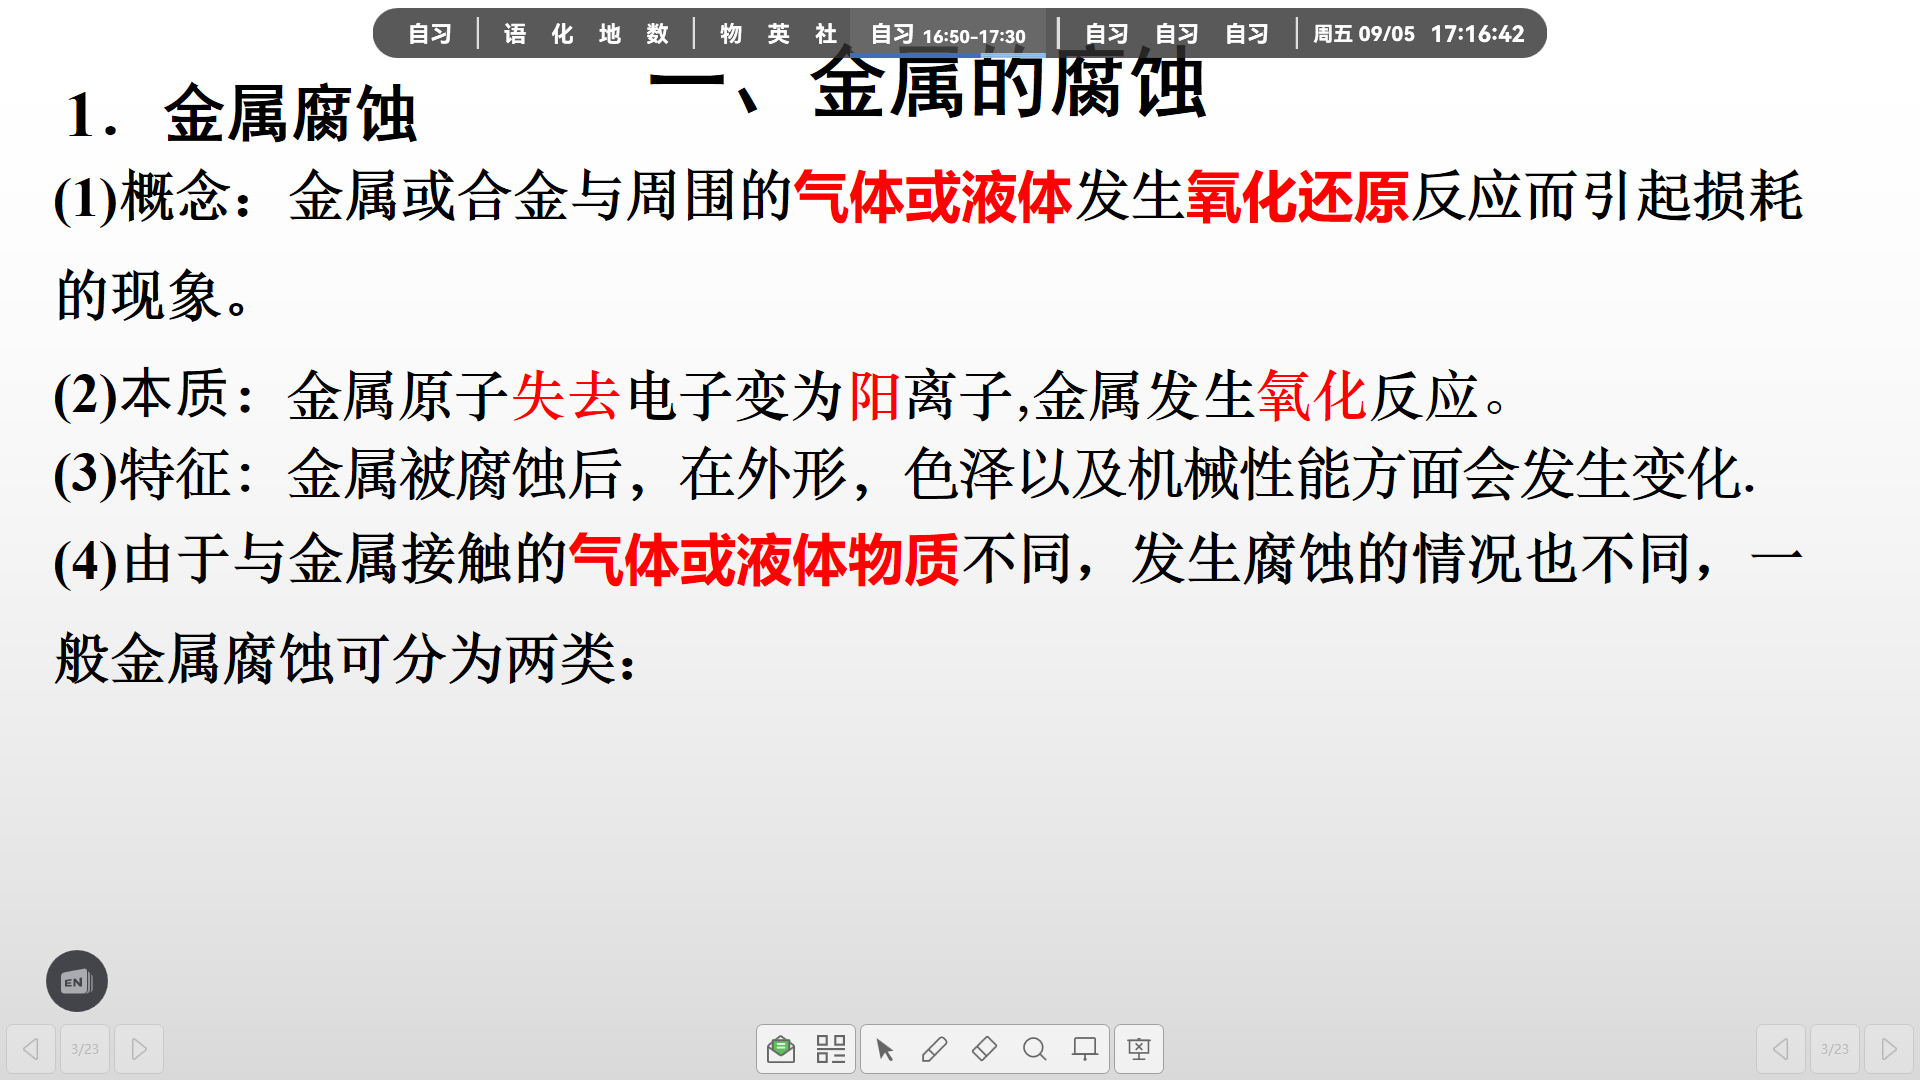 自习 语 化 地 数 物 英 社 自习 16:50-17:30 自习 自习 自习 周五 09/05 17:16:42
一、金属的腐蚀
1. 金属腐蚀
(1)概念：金属或合金与周围的气体或液体发生氧化还原反应而引起损耗
的现象。
(2)本质：金属原子失去电子变为阳离子,金属发生氧化反应。
(3)特征：金属被腐蚀后，在外形，色泽以及机械性能方面会发生变化.
(4)由于与金属接触的气体或液体物质不同，发生腐蚀的情况也不同，一
般金属腐蚀可分为两类：
EN
3/23
3/23